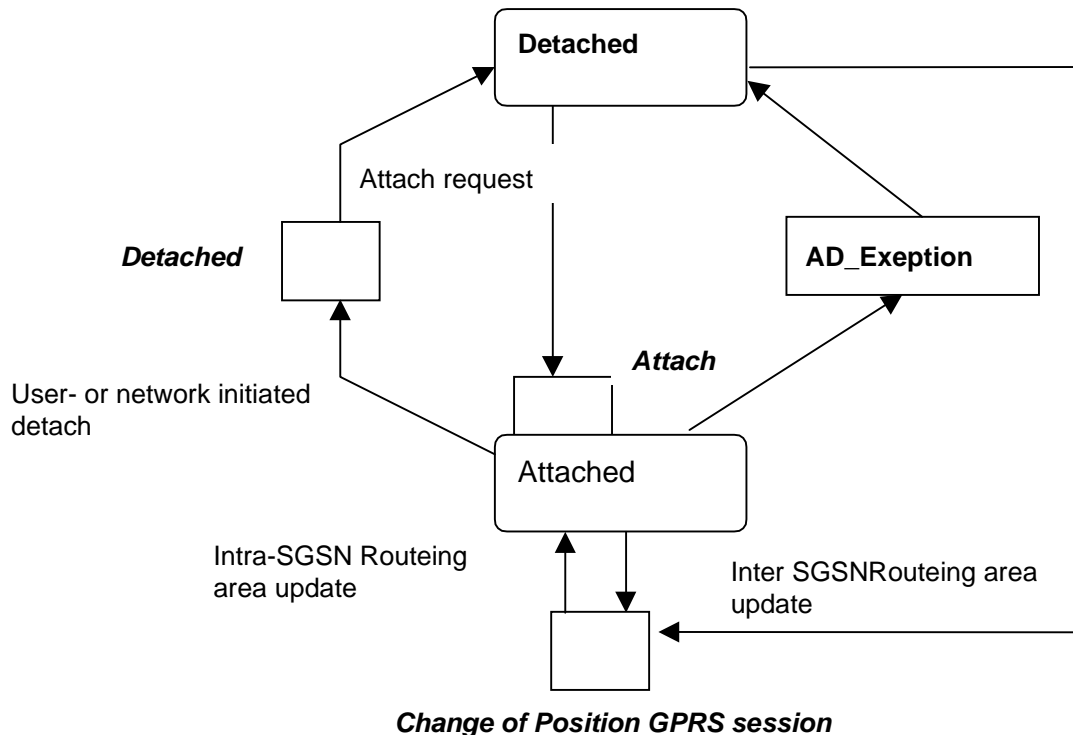 Detached
Attach request
Detached
AD_Exeption
Attach
User- or network initiated
detach
Attached
Intra-SGSN Routeing
area update
Inter SGSNRouteing area
update
Change of Position GPRS session